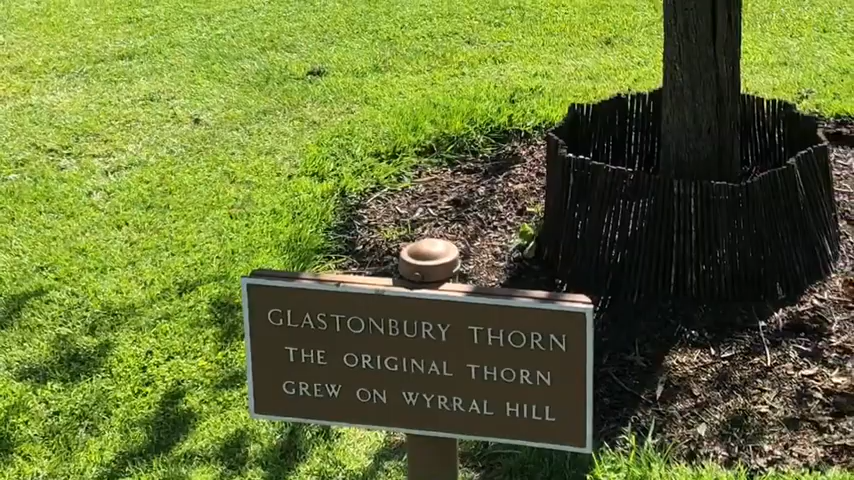 GLASTONBURY THORN
THE ORIGINAL THORN
GREW ON WYRRAL HILL